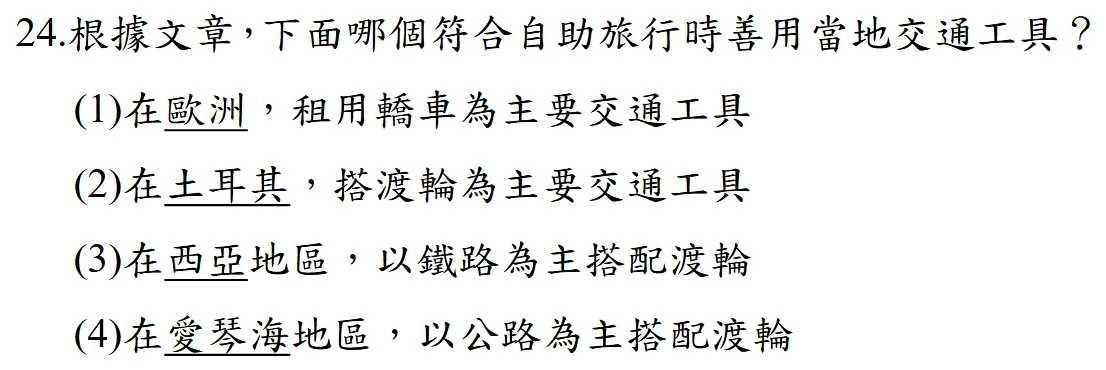 24.根據文章，下面哪個符合自助旅行時善用當地交通工具？
(1)在歐洲，租用轎車為主要交通工具
(2)在土耳其，搭渡輪為主要交通工具
(3)在西亞地區，以鐵路為主搭配渡輪
(4)在愛琴海地區，以公路為主搭配渡輪